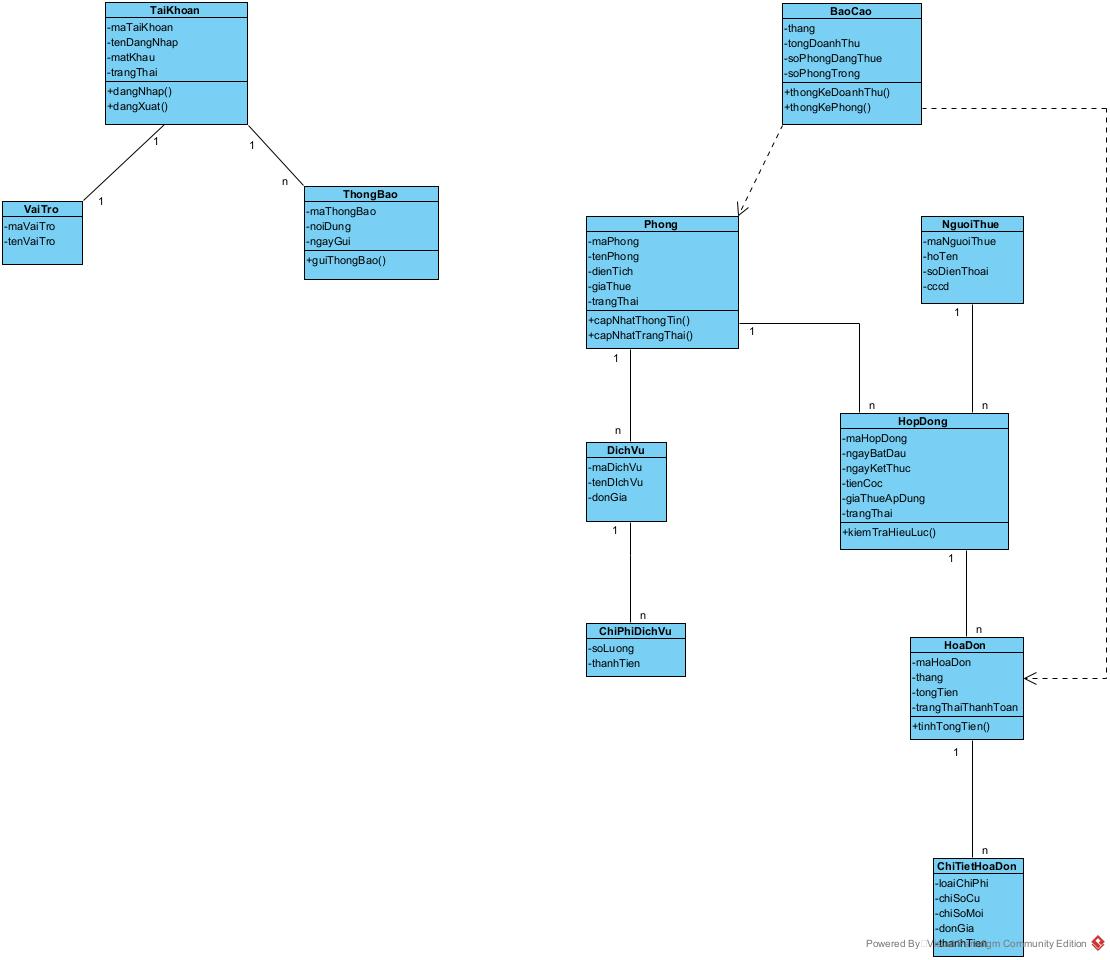 TaiKhoan
-maTaiKhoan
-tenDangNhap
-matKhau
-trangThai
+dangNhap()
+dangXuat()
1
1
1
n
VaiTro
-maVaiTro
-tenVaiTro
ThongBao
-maThongBao
-noiDung
-ngayGui
+guiThongBao()
BaoCao
-thang
-tongDoanhThu
-soPhongDangThue
-soPhongTrong
+thongKeDoanhThu()
+thongKePhong()
Phong
-maPhong
-tenPhong
-dienTich
-giaThue
-trangThai
+capNhatThongTin()
+capNhatTrangThai()
1
n
1
n
NguoiThue
-maNguoiThue
-hoTen
-soDienThoai
-cccd
1
n
DichVu
-maDichVu
-tenDIchVu
-donGia
1
n
ChiPhiDichVu
-soLuong
-thanhTien
HopDong
-maHopDong
-ngayBatDau
-ngayKetThuc
-tienCoc
-giaThueApDung
-trangThai
+kiemTraHieuLuc()
1
n
HoaDon
-maHoaDon
-thang
-tongTien
-trangThaiThanhToan
+tinhTongTien()
1
n
ChiTietHoaDon
-loaiChiPhi
-chiSoCu
-chiSoMoi
-donGia
-thanhTien
Powered By Visual Paradigm Community Edition